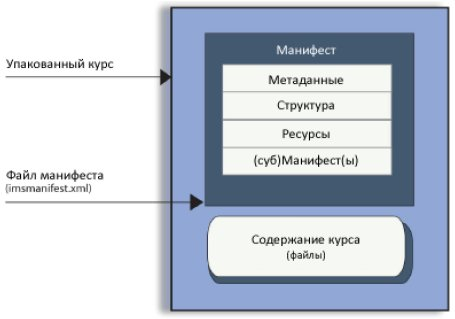 Манифест
Упакованный курс
Метаданные
Структура
Ресурсы
(суб)Манифест(ы)
Файл манифеста
(imsmanifest.xml)
Содержание курса
(файлы)